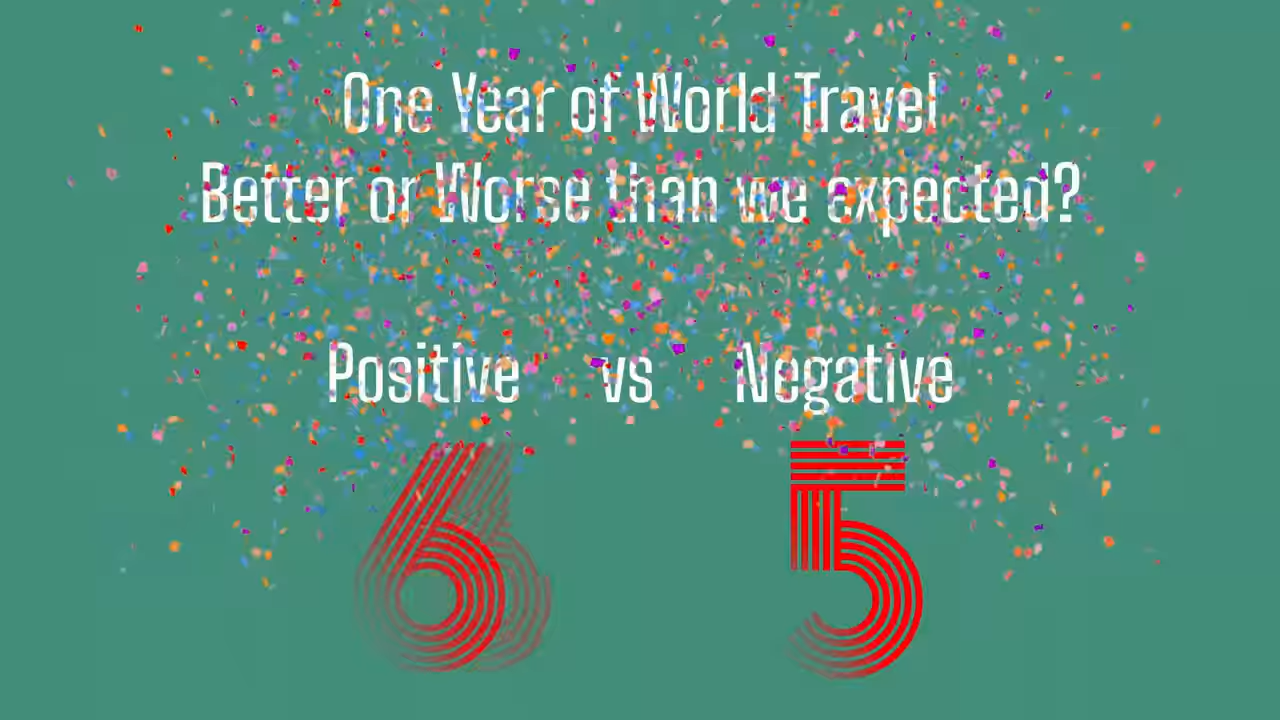 One Year of World Travel
Better or Worse than we expected?
Positive vs Negative
6 5